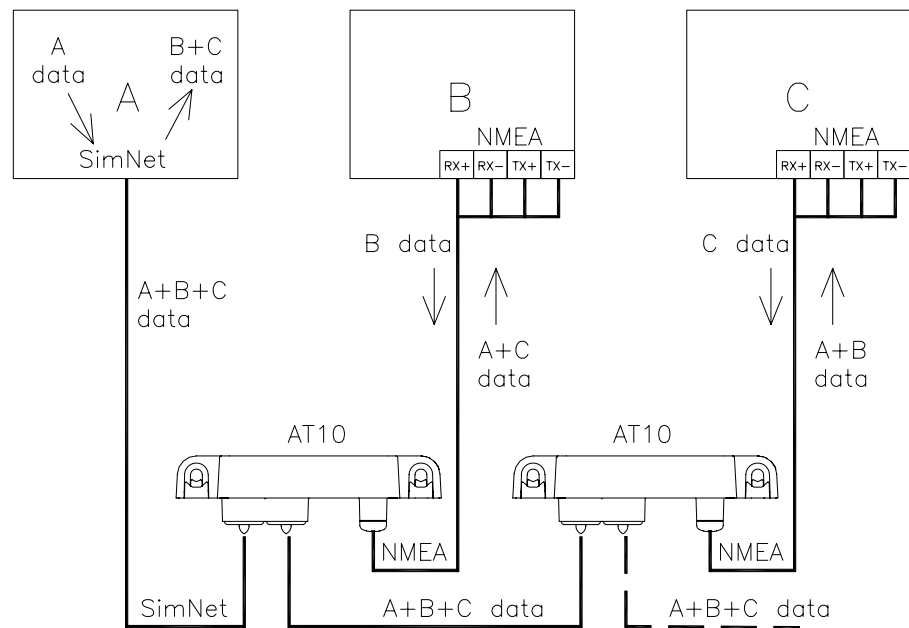 A
data
B+C
data
A
SimNet
B
NMEA
RX+ RX− TX+ TX−
C
NMEA
RX+ RX− TX+ TX−
B data
C data
A+B+C
data
A+C
data
A+B
data
AT10
AT10
NMEA
NMEA
SimNet
A+B+C data
A+B+C data